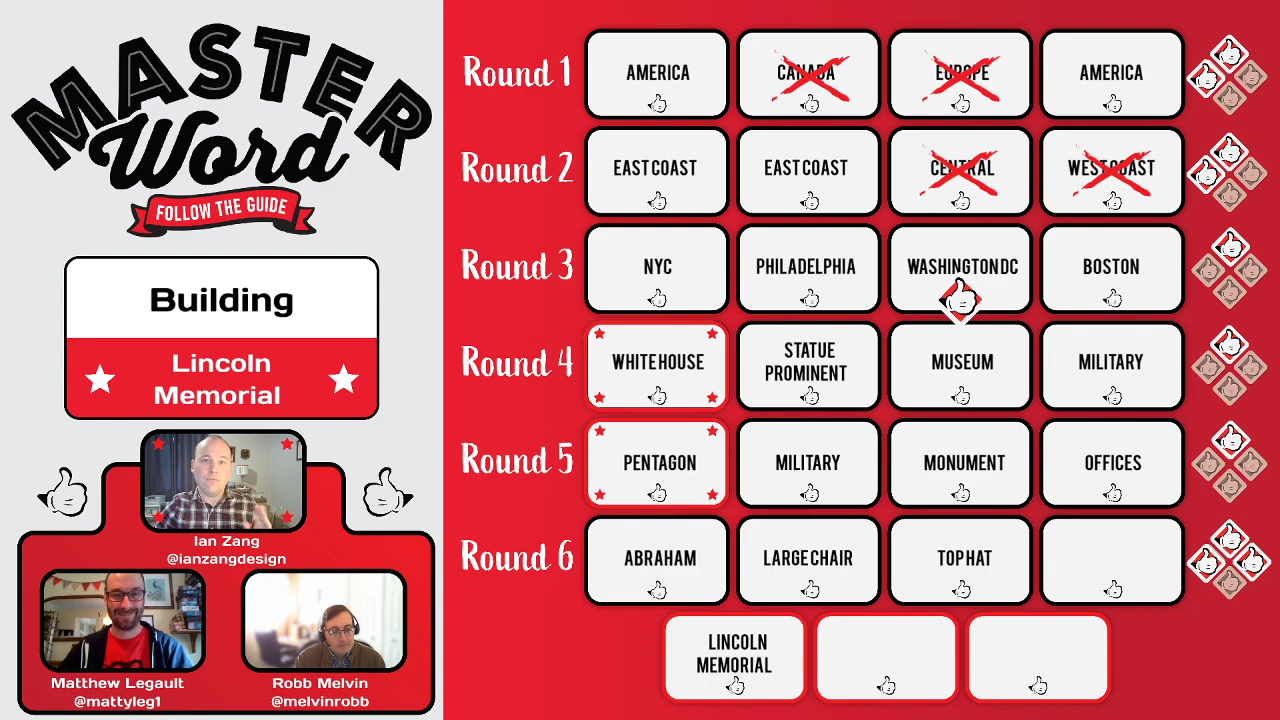 MASTER
Word
FOLLOW THE GUIDE
Building
Lincoln
Memorial
Ian Zang
@ianzangdesign
Matthew Legault
@mattyleg1
Robb Melvin
@melvinrobb
Round 1
AMERICA
CANADA
EUROPE
AMERICA
Round 2
EAST COAST
EAST COAST
CENTRAL
WEST COAST
Round 3
NYC
PHILADELPHIA
WASHINGTON DC
BOSTON
Round 4
WHITE HOUSE
STATUE
PROMINENT
MUSEUM
MILITARY
Round 5
PENTAGON
MILITARY
MONUMENT
OFFICES
Round 6
ABRAHAM
LARGE CHAIR
TOP HAT
LINCOLN
MEMORIAL